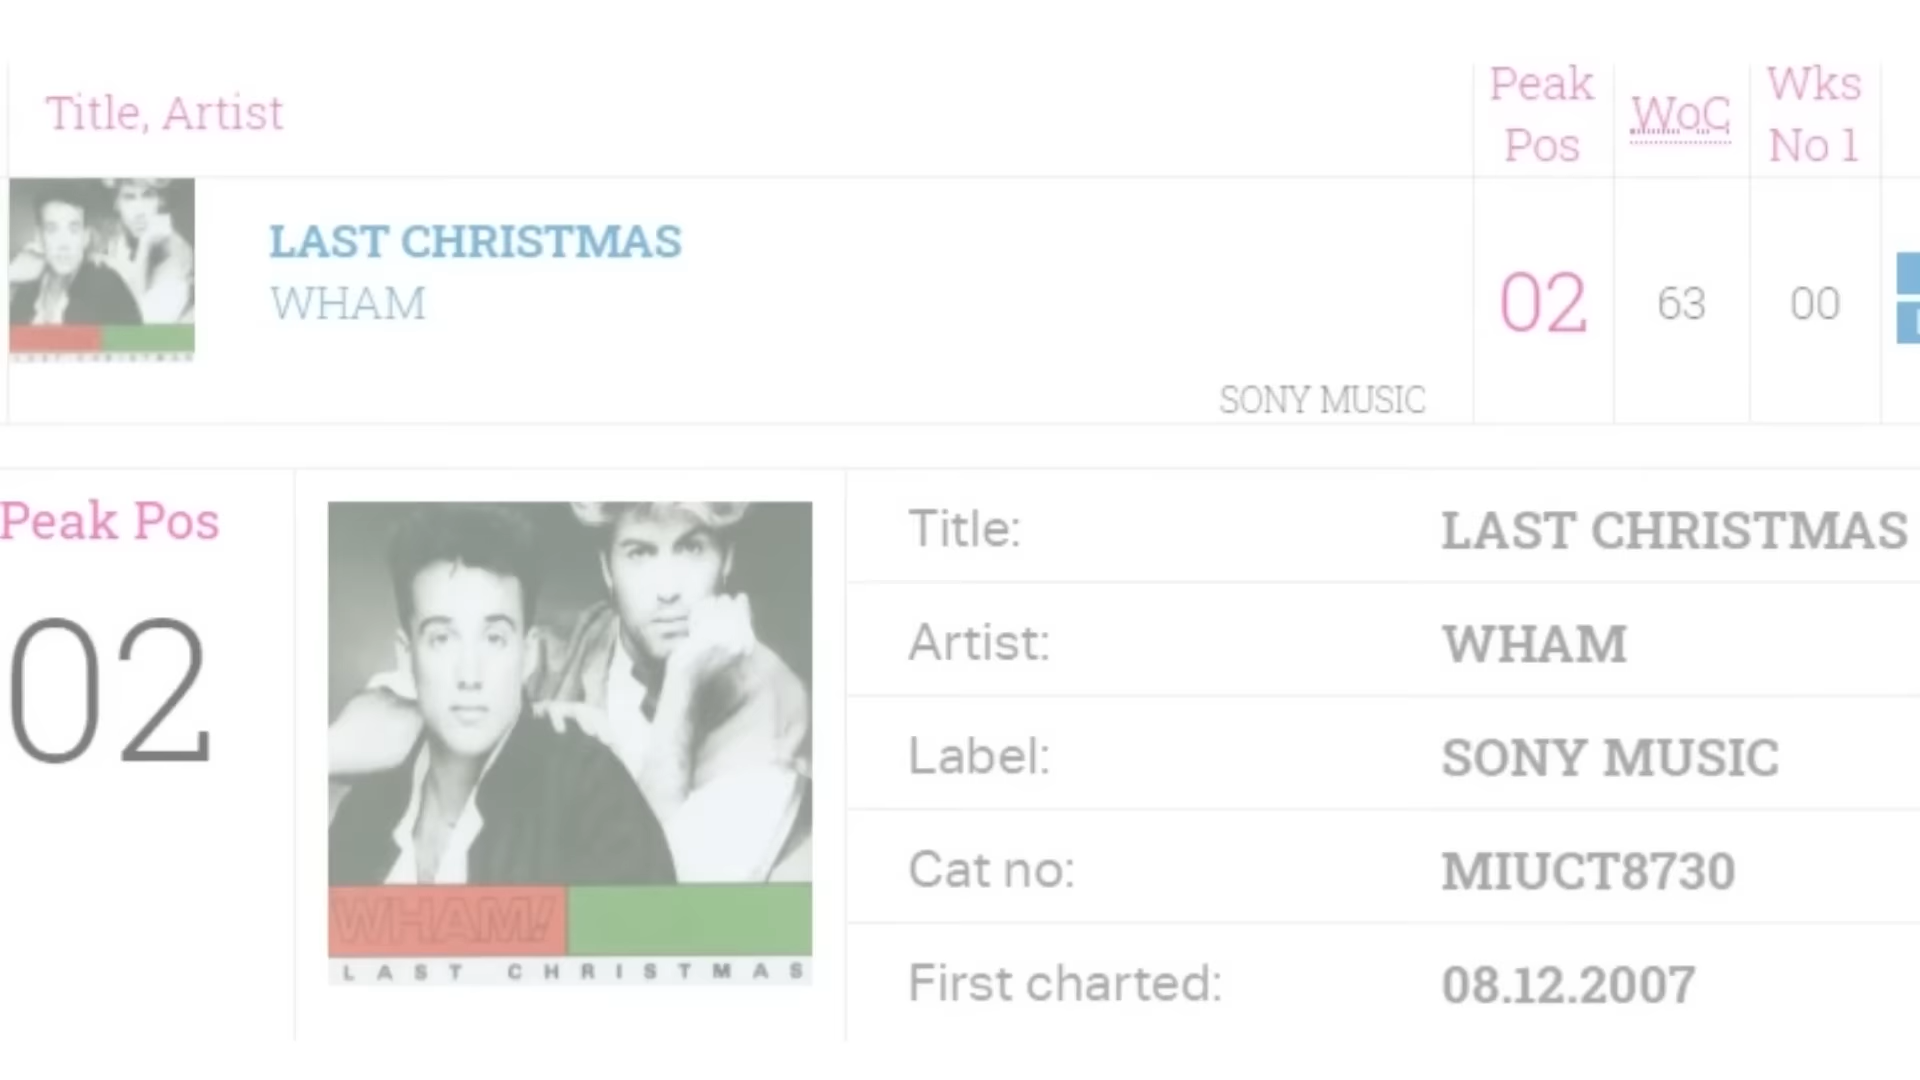 Title, Artist
Peak Pos
WoC
Wks No 1
LAST CHRISTMAS
WHAM
02
63
00
SONY MUSIC
Peak Pos
02
WHAM!
LAST CHRISTMAS
Title: LAST CHRISTMAS
Artist: WHAM
Label: SONY MUSIC
Cat no: MIUCT8730
First charted: 08.12.2007